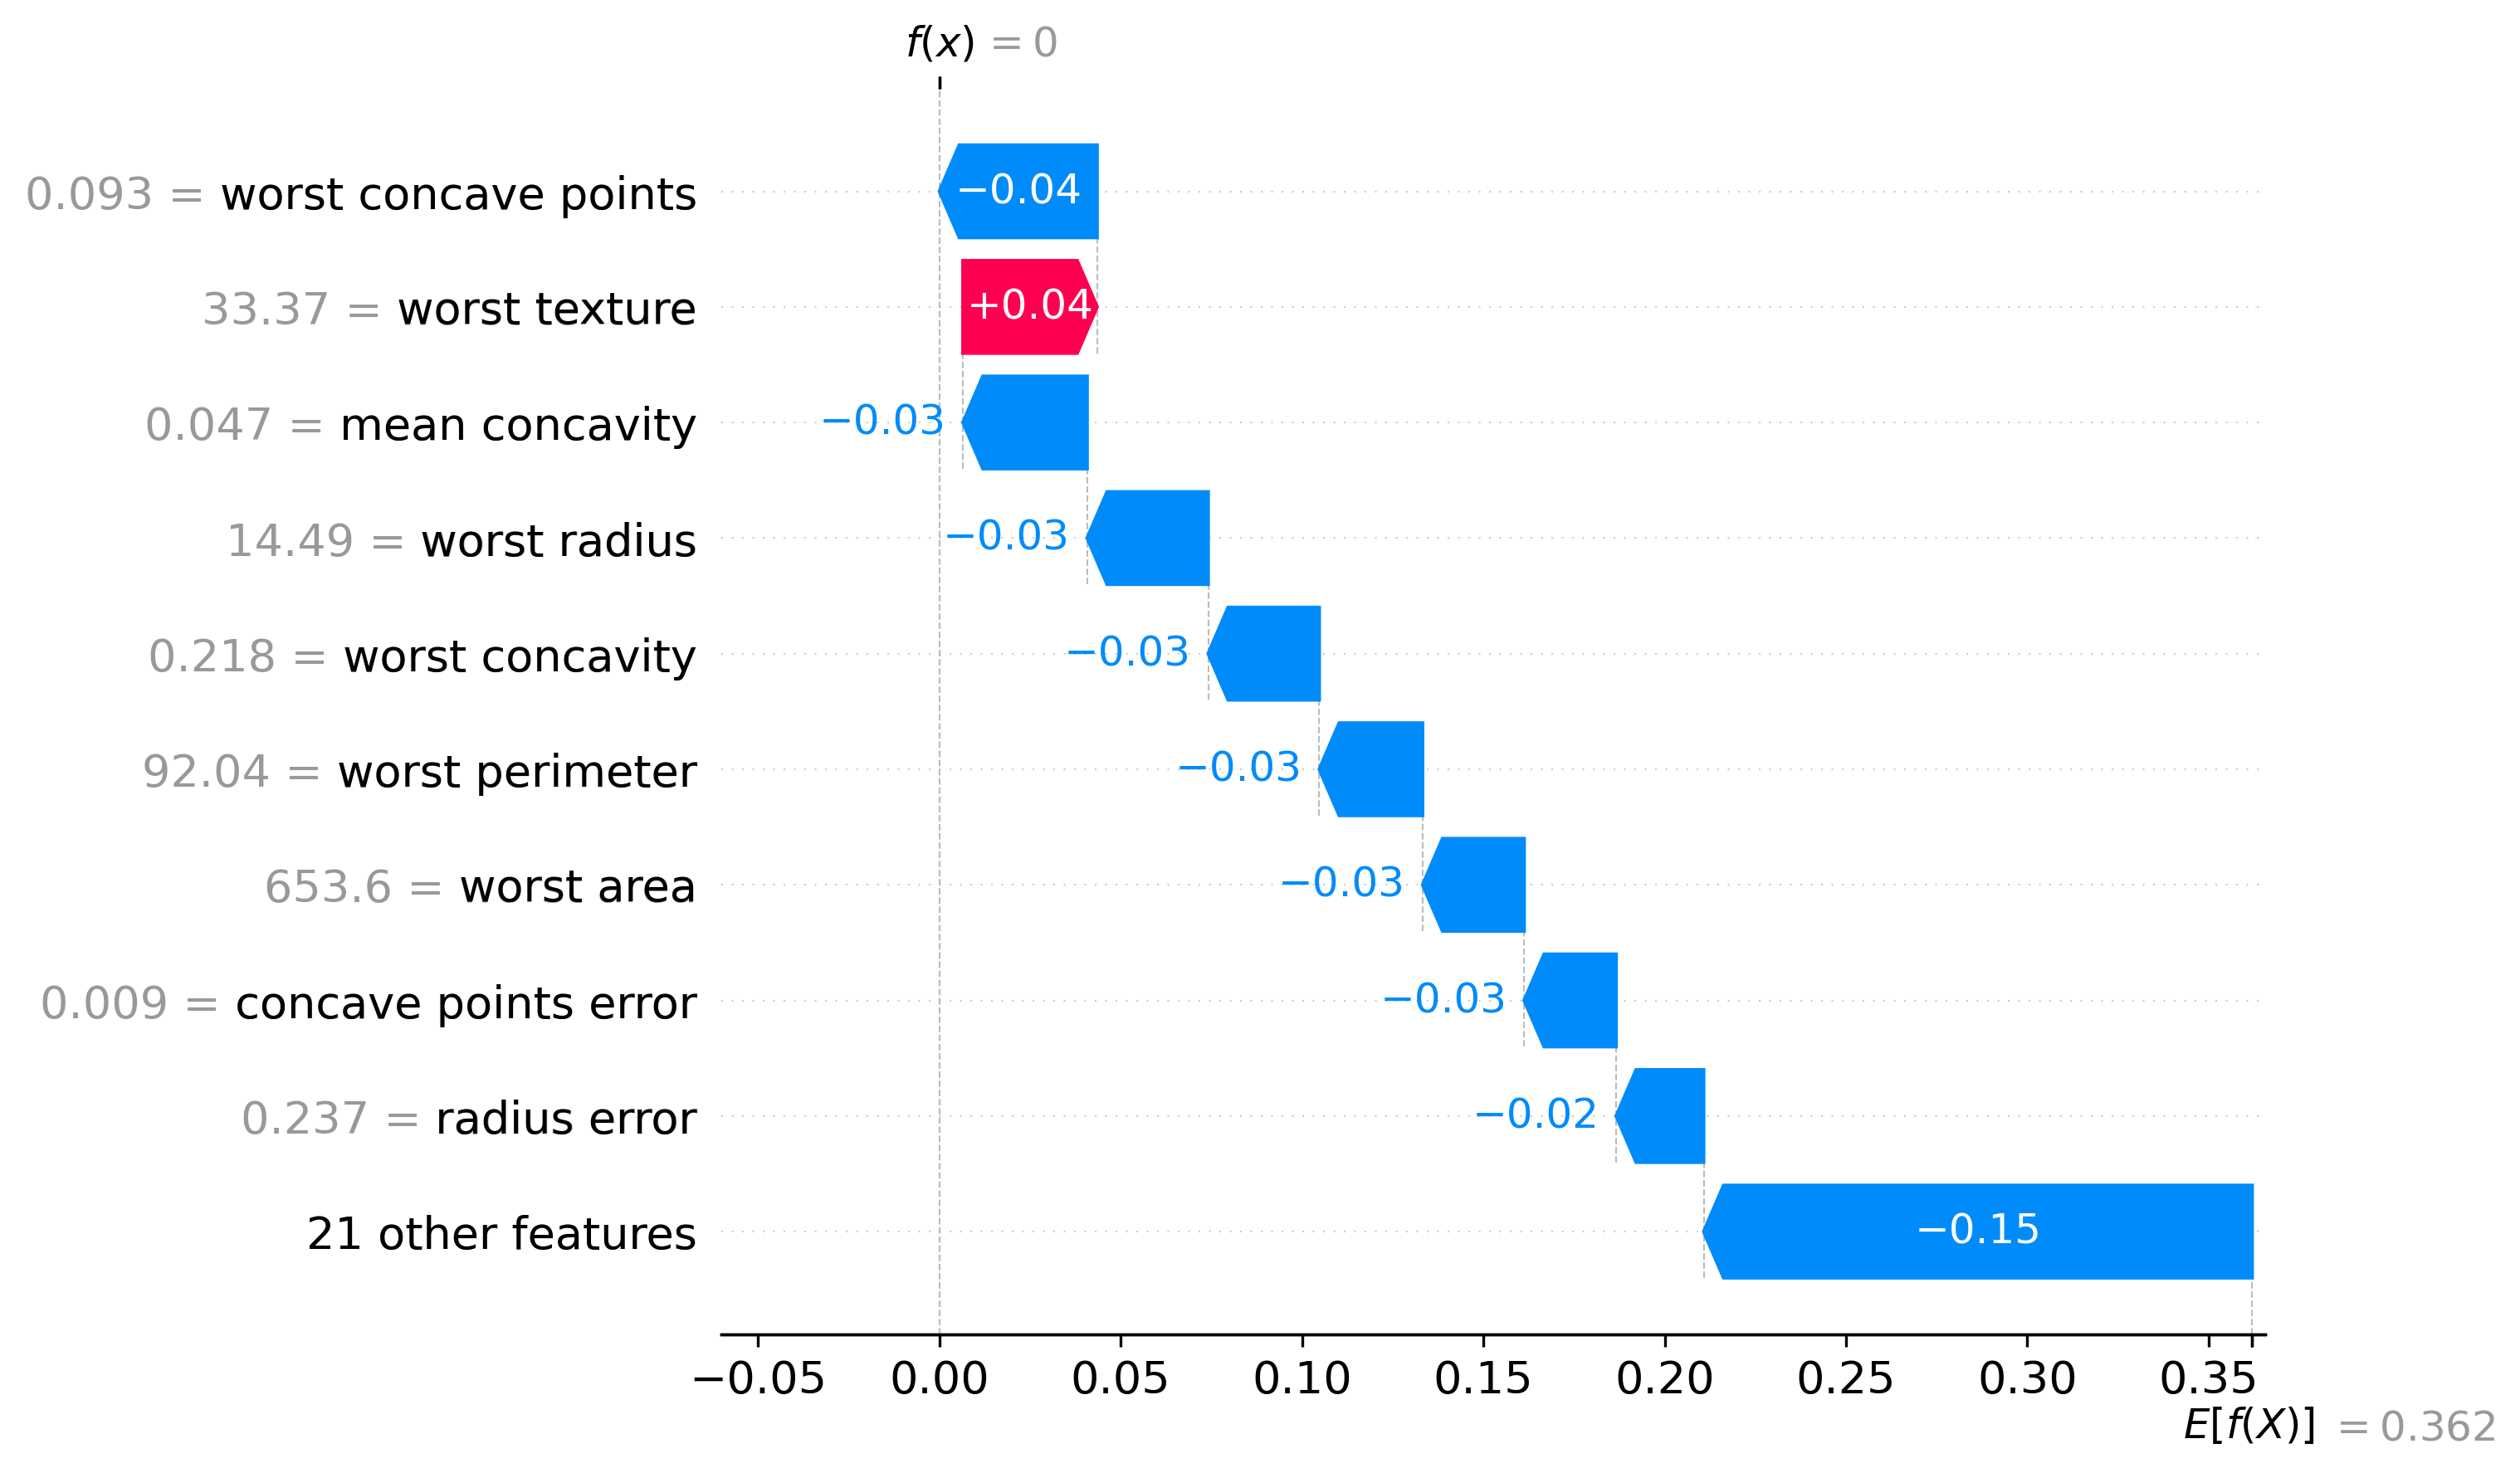 f(x) = 0
0.093 = worst concave points −0.04
33.37 = worst texture +0.04
0.047 = mean concavity −0.03
14.49 = worst radius −0.03
0.218 = worst concavity −0.03
92.04 = worst perimeter −0.03
653.6 = worst area −0.03
0.009 = concave points error −0.03
0.237 = radius error −0.02
21 other features −0.15
−0.05 0.00 0.05 0.10 0.15 0.20 0.25 0.30 0.35
E[f(X)] = 0.362